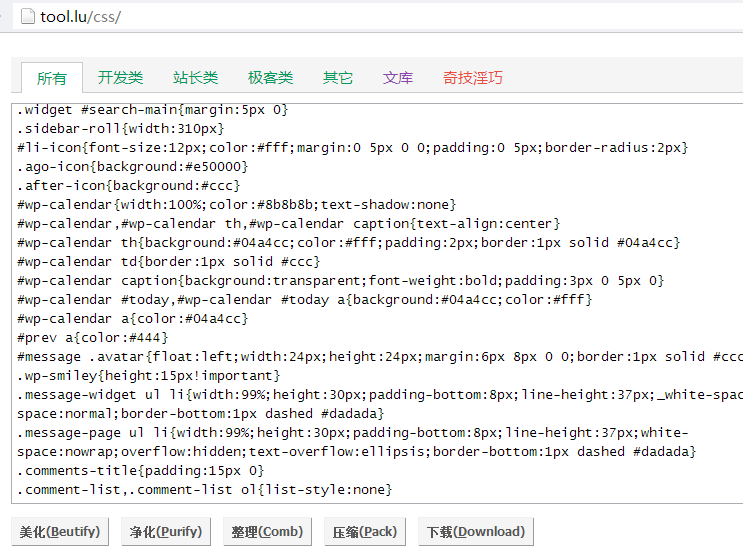 tool.lu/css/
所有 开发类 站长类 极客类 其它 文库 奇技淫巧
.widget #search-main{margin:5px 0}
.sidebar-roll{width:310px}
#li-icon{font-size:12px;color:#fff;margin:0 5px 0 0;padding:0 5px;border-radius:2px}
.ago-icon{background:#e50000}
.after-icon{background:#ccc}
#wp-calendar{width:100%;color:#8b8b8b;text-shadow:none}
#wp-calendar,#wp-calendar th,#wp-calendar caption{text-align:center}
#wp-calendar th{background:#04a4cc;color:#fff;padding:2px;border:1px solid #04a4cc}
#wp-calendar td{border:1px solid #ccc}
#wp-calendar caption{background:transparent;font-weight:bold;padding:3px 0 5px 0}
#wp-calendar #today,#wp-calendar #today a{background:#04a4cc;color:#fff}
#wp-calendar a{color:#04a4cc}
#prev a{color:#444}
#message .avatar{float:left;width:24px;height:24px;margin:6px 8px 0 0;border:1px solid #ccc
.wp-smiley{height:15px!important}
.message-widget ul li{width:99%;height:30px;padding-bottom:8px;line-height:37px;_white-spac
space:normal;border-bottom:1px dashed #dadada}
.message-page ul li{width:99%;height:30px;padding-bottom:8px;line-height:37px;white-
space:nowrap;overflow:hidden;text-overflow:ellipsis;border-bottom:1px dashed #dadada}
.comments-title{padding:15px 0}
.comment-list,.comment-list ol{list-style:none}
美化(Beutify) 净化(Purify) 整理(Comb) 压缩(Pack) 下载(Download)